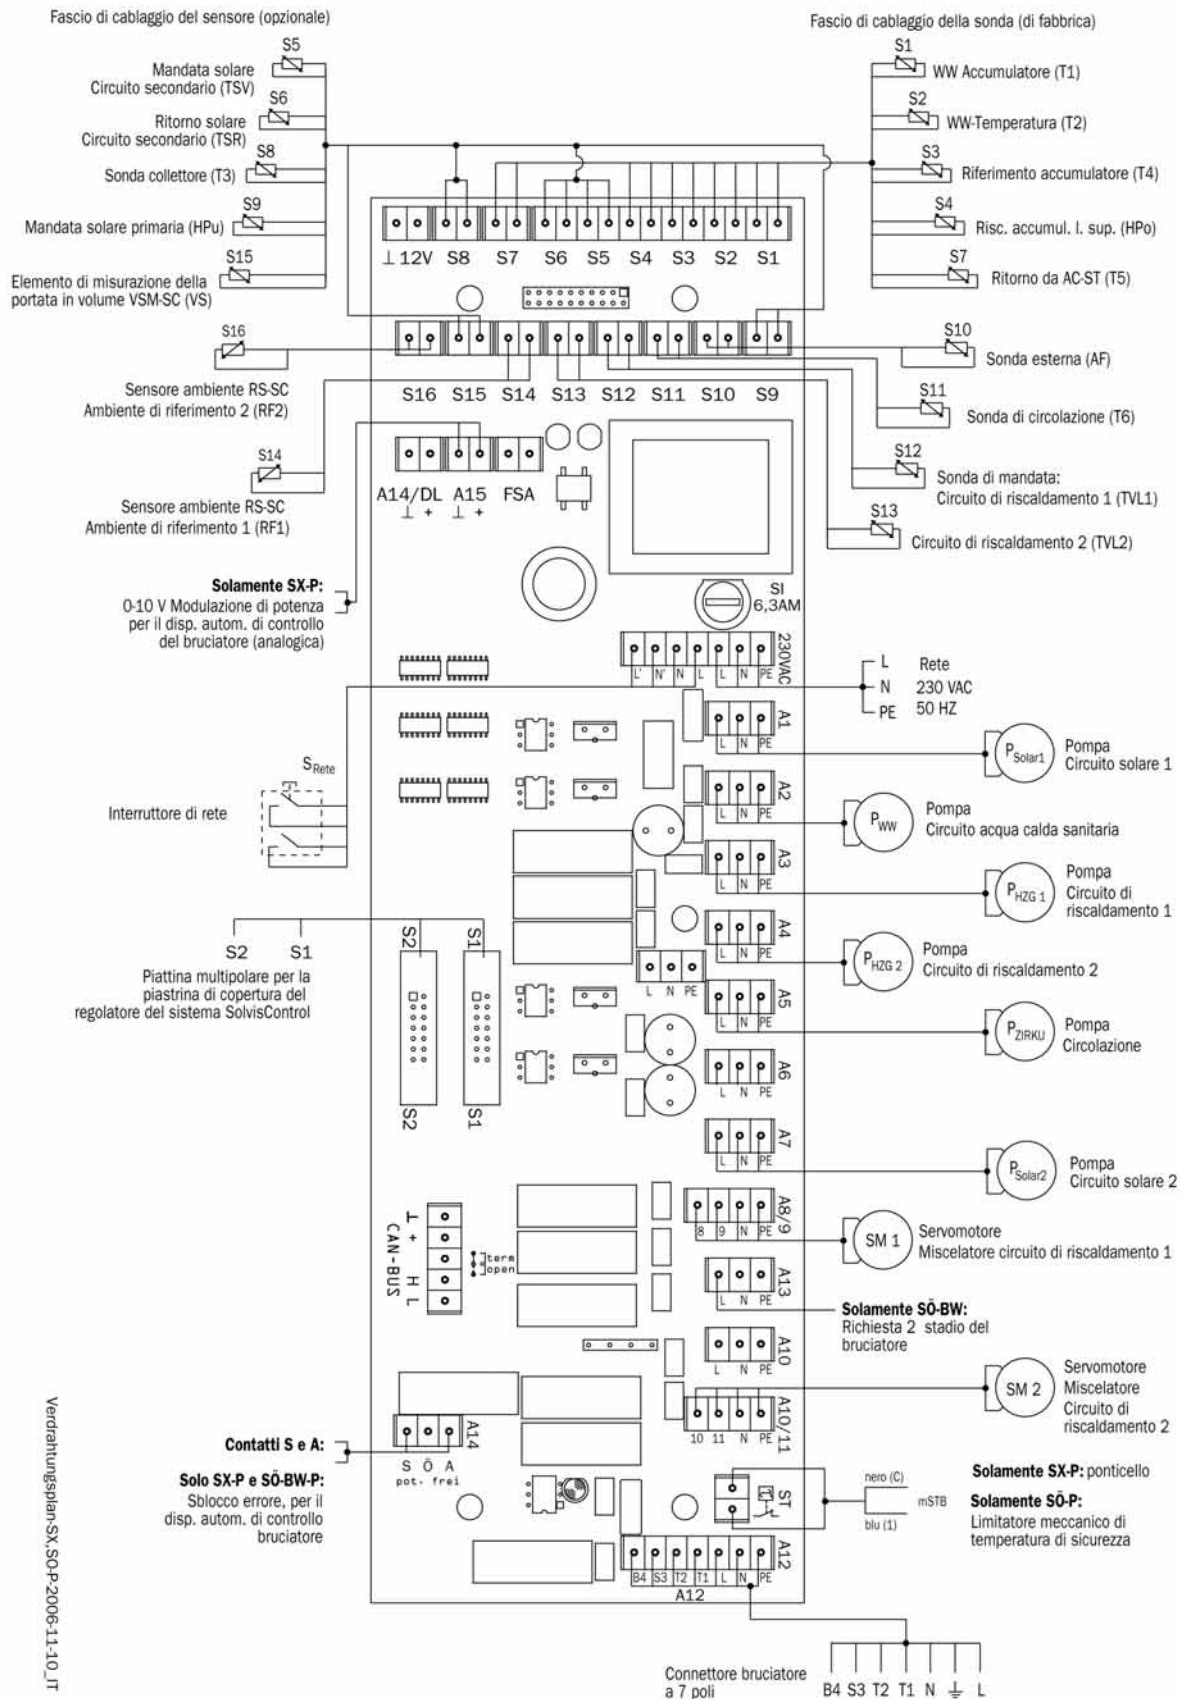 Fascio di cablaggio del sensore (opzionale)
Fascio di cablaggio della sonda (di fabbrica)
S5
Mandata solare
Circuito secondario (TSV)
S6
Ritorno solare
Circuito secondario (TSR)
S8
Sonda collettore (T3)
S9
Mandata solare primaria (HPu)
S15
Elemento di misurazione della
portata in volume VSM-SC (VS)
S1
WW Accumulatore (T1)
S2
WW-Temperatura (T2)
S3
Riferimento accumulatore (T4)
S4
Risc. accumul. l. sup. (HPo)
S7
Ritorno da AC-ST (T5)
⊥ 12V S8 S7 S6 S5 S4 S3 S2 S1
S16
Sensore ambiente RS-SC
Ambiente di riferimento 2 (RF2)
S14
Sensore ambiente RS-SC
Ambiente di riferimento 1 (RF1)
S10
Sonda esterna (AF)
S11
Sonda di circolazione (T6)
S12
Sonda di mandata:
Circuito di riscaldamento 1 (TVL1)
S13
Circuito di riscaldamento 2 (TVL2)
S16 S15 S14 S13 S12 S11 S10 S9
A14/DL A15 FSA
⊥ + ⊥ +
Solamente SX-P:
0-10 V Modulazione di potenza
per il disp. autom. di controllo
del bruciatore (analogica)
SI
6,3AM
230VAC
L' N' N L L N PE
L Rete
N 230 VAC
PE 50 HZ
A1
L N PE
P Solar1
Pompa
Circuito solare 1
SRete
Interruttore di rete
A2
L N PE
P WW
Pompa
Circuito acqua calda sanitaria
A3
L N PE
P HZG 1
Pompa
Circuito di
riscaldamento 1
A4
L N PE
P HZG 2
Pompa
Circuito di riscaldamento 2
L N PE
S2 S1
Piattina multipolare per la
piastrina di copertura del
regolatore del sistema SolvisControl
S2 S1
S2 S1
A5
L N PE
P ZIRKU
Pompa
Circolazione
A6
L N PE
A7
L N PE
P Solar2
Pompa
Circuito solare 2
A8/9
8 9 N PE
SM 1
Servomotore
Miscelatore circuito di riscaldamento 1
⊥ + H L
CAN-BUS
term
open
A13
L N PE
Solamente SÖ-BW:
Richiesta 2 stadio del
bruciatore
A10
L N PE
A10/11
10 11 N PE
SM 2
Servomotore
Miscelatore
Circuito di
riscaldamento 2
A14
S Ö A
pot. frei
Contatti S e A:
Solo SX-P e SÖ-BW-P:
Sblocco errore, per il
disp. autom. di controllo
bruciatore
ST
nero (C)
mSTB
blu (1)
Solamente SX-P: ponticello
Solamente SÖ-P:
Limitatore meccanico di
temperatura di sicurezza
A12
B4 S3 T2 T1 L N PE
A12
Connettore bruciatore
a 7 poli
B4 S3 T2 T1 N ⏚ L
Verdrahtungsplan-SX,SO-P-2006-11-10_IT